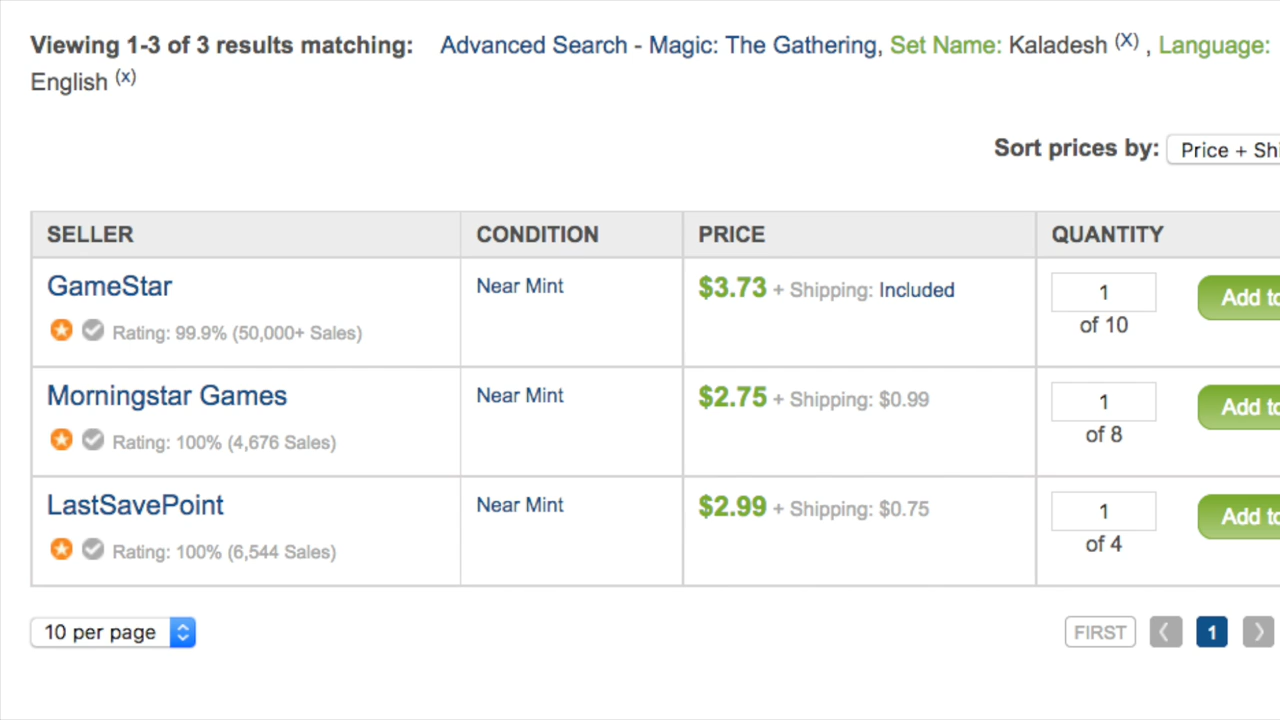 Viewing 1-3 of 3 results matching: Advanced Search - Magic: The Gathering, Set Name: Kaladesh (X) , Language:
English (x)
Sort prices by: Price + Shi
SELLER CONDITION PRICE QUANTITY
GameStar Near Mint $3.73 + Shipping: Included 1 Add to
Rating: 99.9% (50,000+ Sales) of 10
Morningstar Games Near Mint $2.75 + Shipping: $0.99 1 Add to
Rating: 100% (4,676 Sales) of 8
LastSavePoint Near Mint $2.99 + Shipping: $0.75 1 Add to
Rating: 100% (6,544 Sales) of 4
10 per page FIRST 1